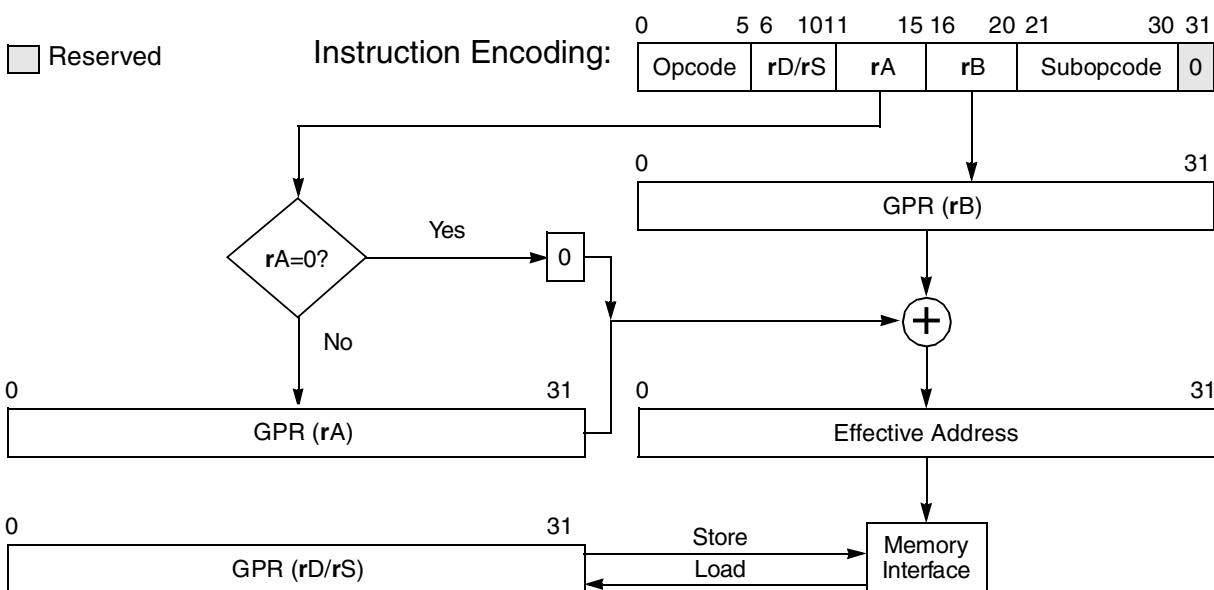 Reserved
Instruction Encoding:
0 5 6 10 11 15 16 20 21 30 31
Opcode rD/rS rA rB Subopcode 0
0 31
GPR (rB)
rA=0?
Yes
0
+
No
0 31
GPR (rA)
0 31
Effective Address
0 31
GPR (rD/rS)
Store
Load
Memory
Interface